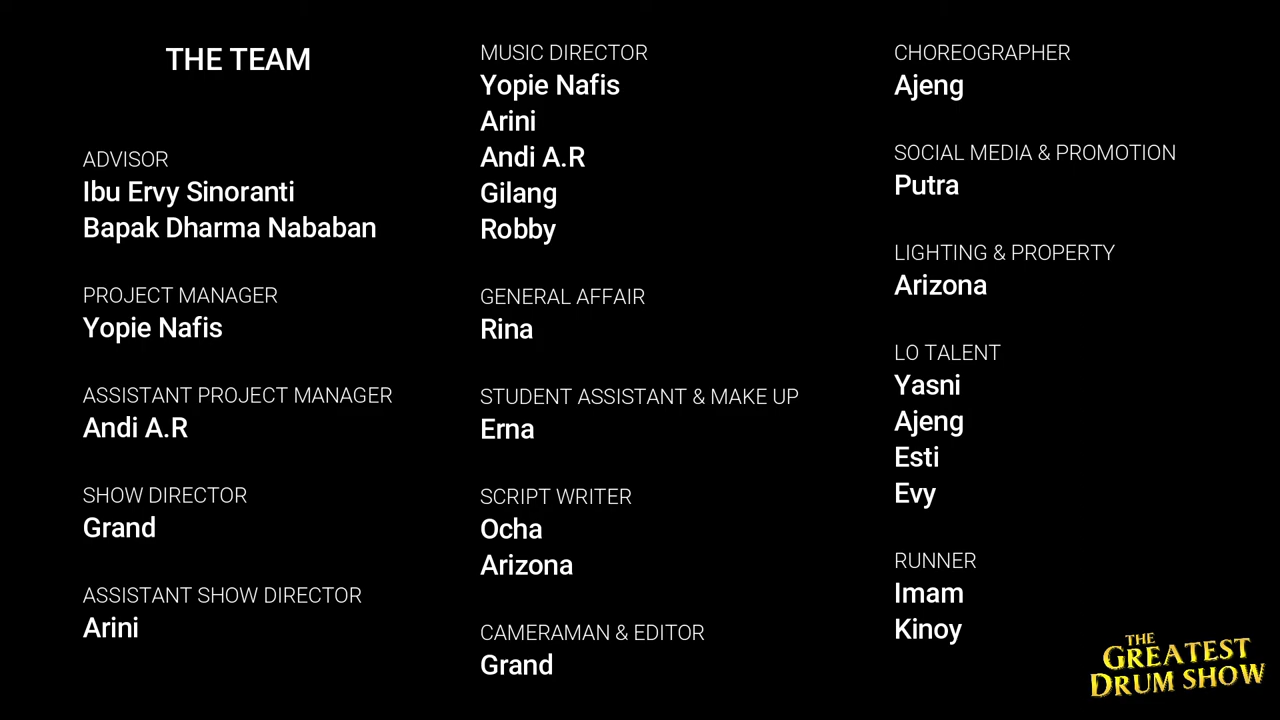 THE TEAM
ADVISOR
Ibu Ervy Sinoranti
Bapak Dharma Nababan
PROJECT MANAGER
Yopie Nafis
ASSISTANT PROJECT MANAGER
Andi A.R
SHOW DIRECTOR
Grand
ASSISTANT SHOW DIRECTOR
Arini
MUSIC DIRECTOR
Yopie Nafis
Arini
Andi A.R
Gilang
Robby
GENERAL AFFAIR
Rina
STUDENT ASSISTANT & MAKE UP
Erna
SCRIPT WRITER
Ocha
Arizona
CAMERAMAN & EDITOR
Grand
CHOREOGRAPHER
Ajeng
SOCIAL MEDIA & PROMOTION
Putra
LIGHTING & PROPERTY
Arizona
LO TALENT
Yasni
Ajeng
Esti
Evy
RUNNER
Imam
Kinoy
THE
GREATEST
DRUM SHOW